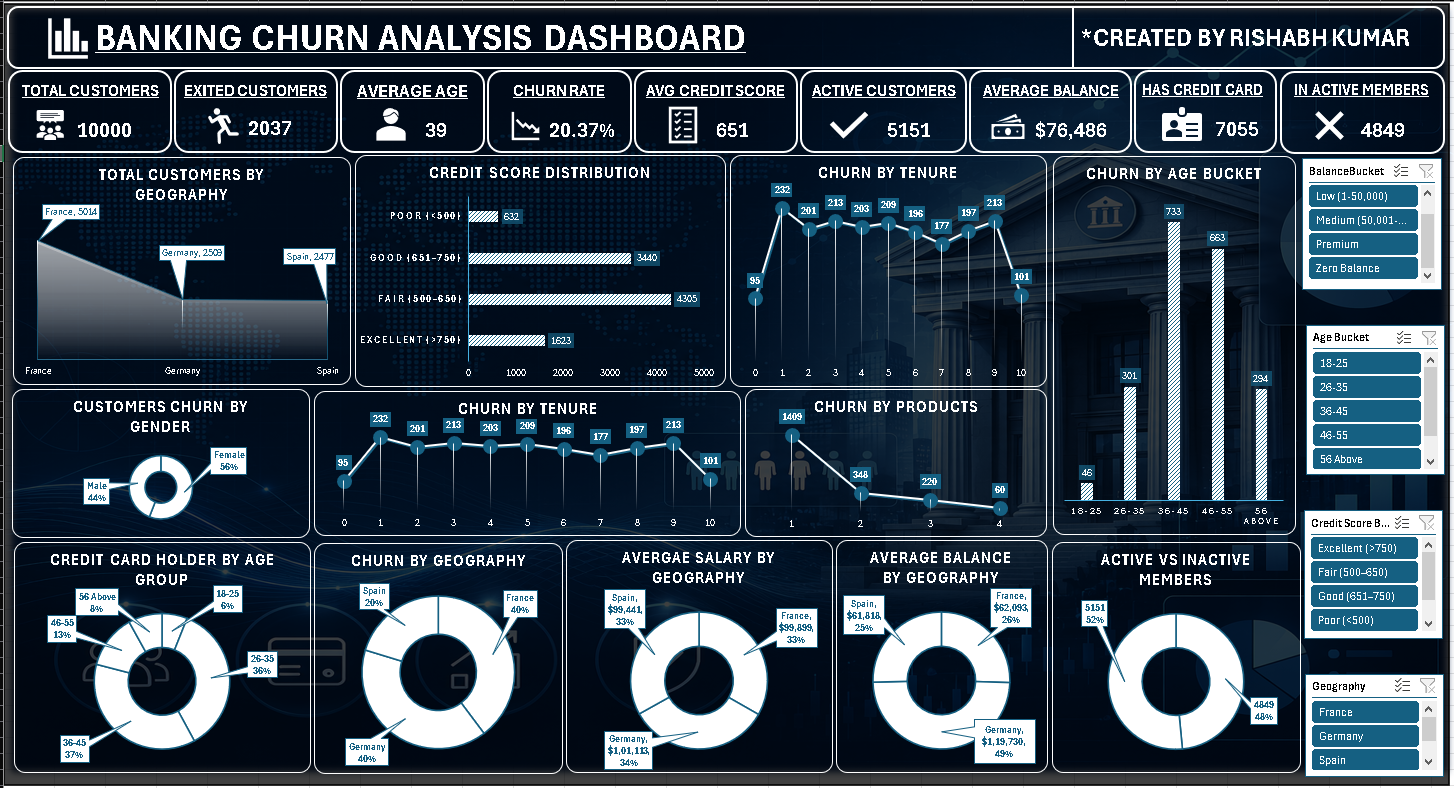 BANKING CHURN ANALYSIS DASHBOARD
*CREATED BY RISHABH KUMAR
TOTAL CUSTOMERS
10000
EXITED CUSTOMERS
2037
AVERAGE AGE
39
CHURN RATE
20.37%
AVG CREDIT SCORE
651
ACTIVE CUSTOMERS
5151
AVERAGE BALANCE
$76,486
HAS CREDIT CARD
7055
IN ACTIVE MEMBERS
4849
TOTAL CUSTOMERS BY
GEOGRAPHY
France, 5014
Germany, 2509
Spain, 2477
France
Germany
Spain
CREDIT SCORE DISTRIBUTION
POOR (<500)
632
GOOD (651-750)
3440
FAIR (500-650)
4305
EXCELLENT (>750)
1623
0 1000 2000 3000 4000 5000
CHURN BY TENURE
95 232 201 213 203 209 196 177 197 213 101
0 1 2 3 4 5 6 7 8 9 10
CHURN BY AGE BUCKET
46 301 733 663 294
18-25 26-35 36-45 46-55 56
ABOVE
BalanceBucket
Low (1-50,000)
Medium (50,001-...
Premium
Zero Balance
Age Bucket
18-25
26-35
36-45
46-55
56 Above
CUSTOMERS CHURN BY
GENDER
Female
56%
Male
44%
CHURN BY TENURE
95 232 201 213 203 209 196 177 197 213 101
0 1 2 3 4 5 6 7 8 9 10
CHURN BY PRODUCTS
1409 348 220 60
1 2 3 4
Credit Score B...
Excellent (>750)
Fair (500-650)
Good (651-750)
Poor (<500)
CREDIT CARD HOLDER BY AGE
GROUP
56 Above
8%
18-25
6%
46-55
13%
26-35
36%
36-45
37%
CHURN BY GEOGRAPHY
Spain
20%
France
40%
Germany
40%
AVERGAE SALARY BY
GEOGRAPHY
Spain,
$99,441,
33%
France,
$99,899,
33%
Germany,
$1,01,113,
34%
AVERAGE BALANCE
BY GEOGRAPHY
Spain,
$61,818,
25%
France,
$62,093,
26%
Germany,
$1,19,730,
49%
ACTIVE VS INACTIVE
MEMBERS
5151
52%
4849
48%
Geography
France
Germany
Spain